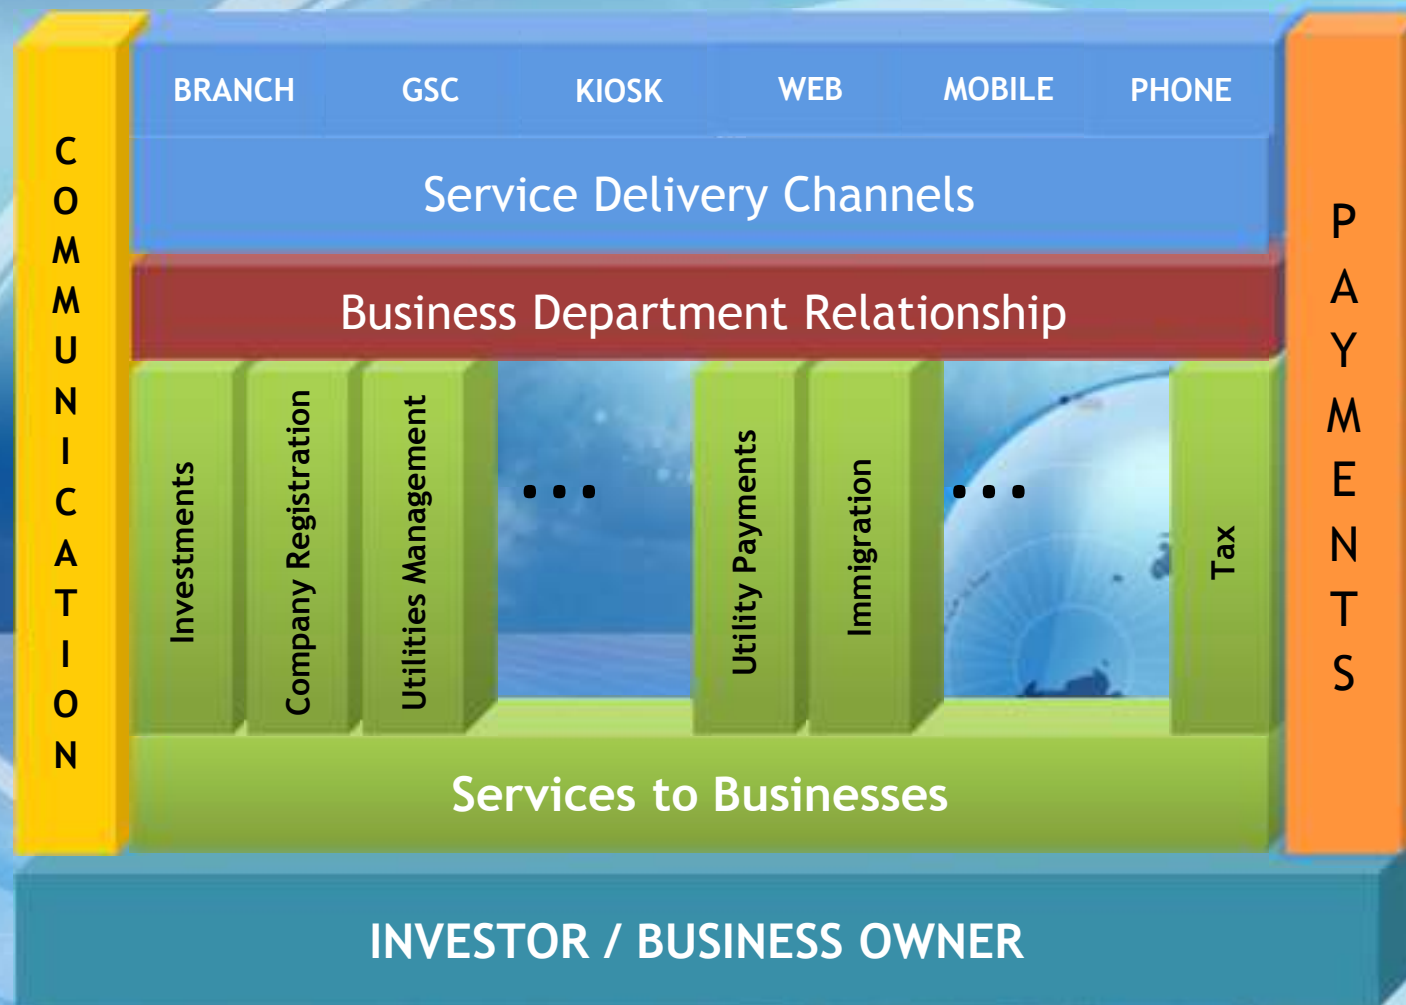 BRANCH GSC KIOSK WEB MOBILE PHONE
Service Delivery Channels
Business Department Relationship
COMMUNICATION
Investments
Company Registration
Utilities Management
...
Utility Payments
Immigration
...
Tax
PAYMENTS
Services to Businesses
INVESTOR / BUSINESS OWNER